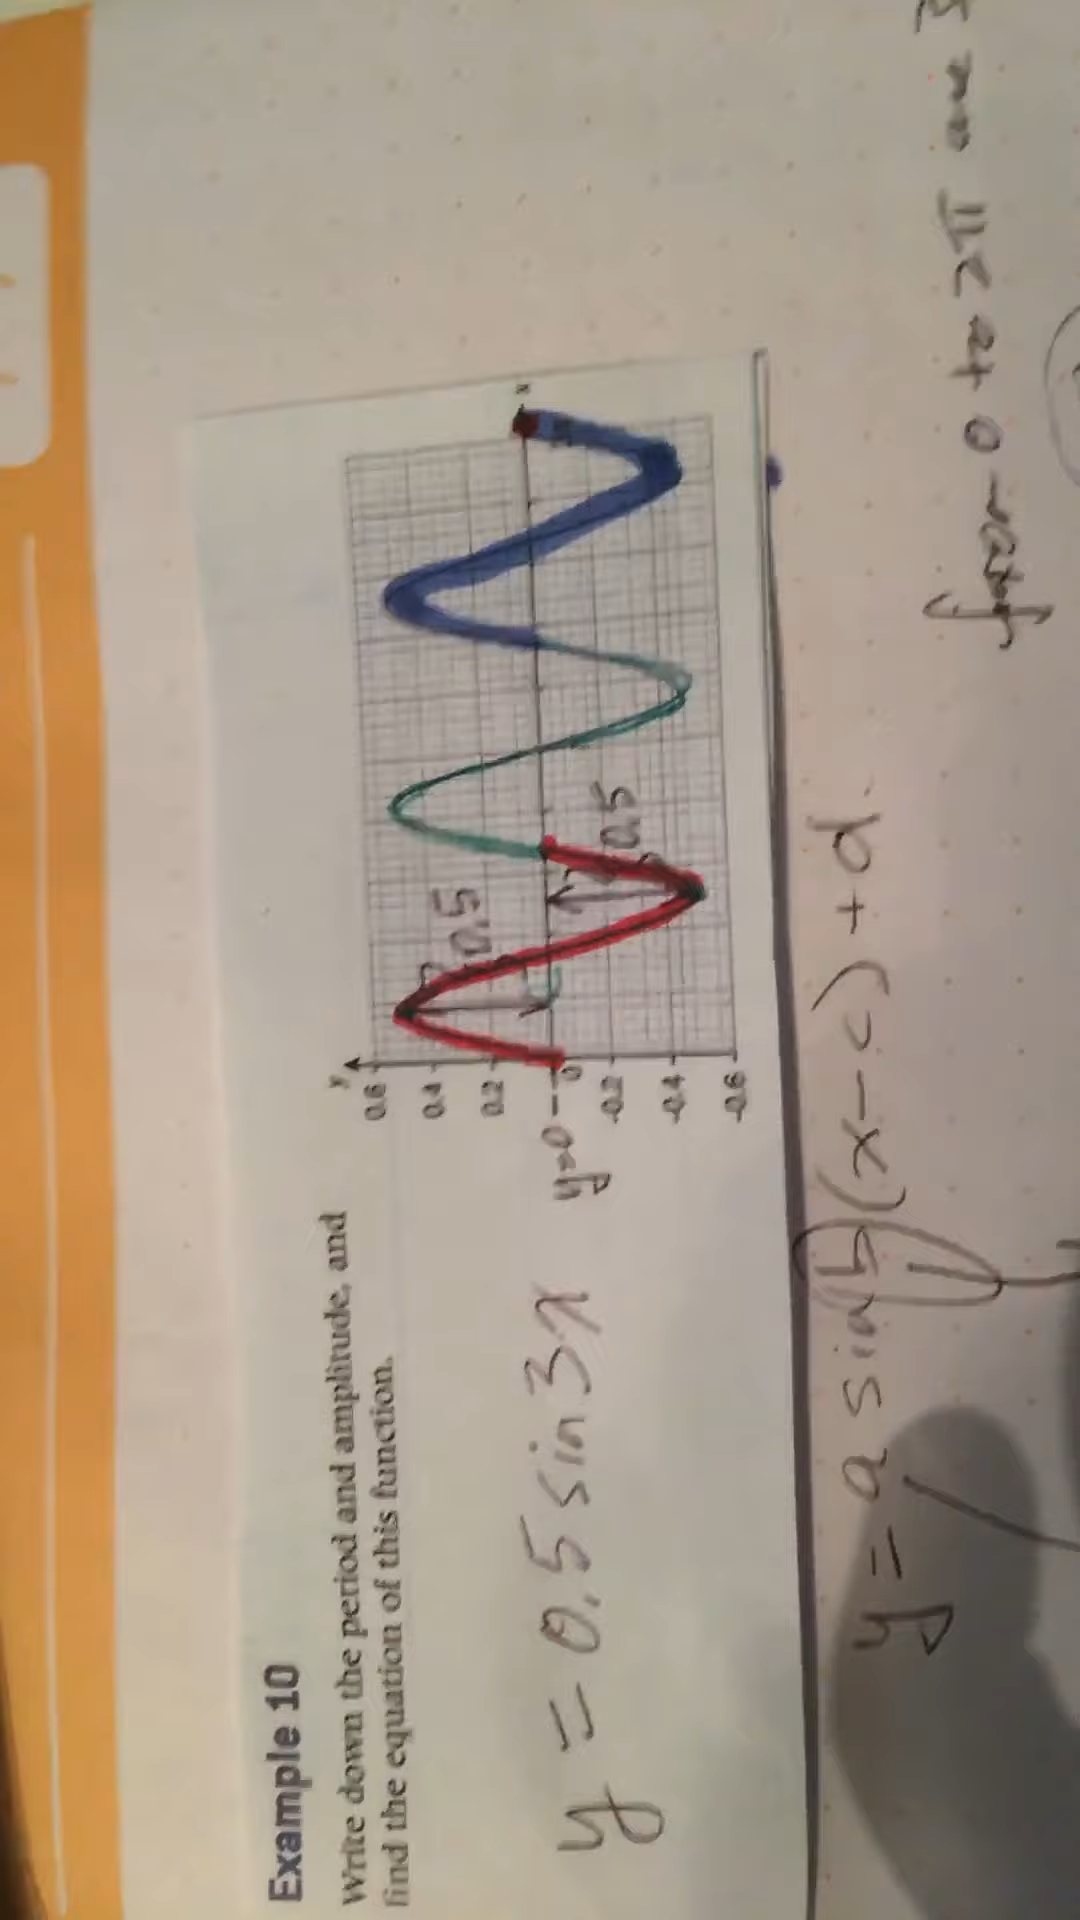 Example 10
Write down the period and amplitude, and
find the equation of this function.
y = 0.5 sin 3x
y
0.6
0.4
0.2
y=0
0
-0.2
-0.4
-0.6
0.5
0.5
x
y = a sin b(x-c) + d
from 0 to 2π